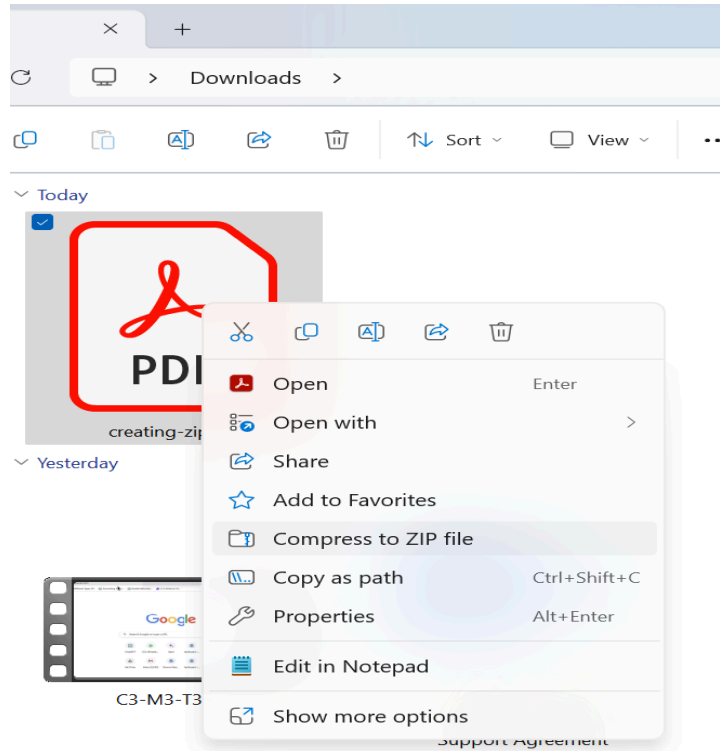 Downloads
Sort
View
Today
PDF
creating-zip
Open Enter
Open with
Share
Add to Favorites
Compress to ZIP file
Copy as path Ctrl+Shift+C
Properties Alt+Enter
Edit in Notepad
Show more options
Yesterday
Google
C3-M3-T3
Support Agreement